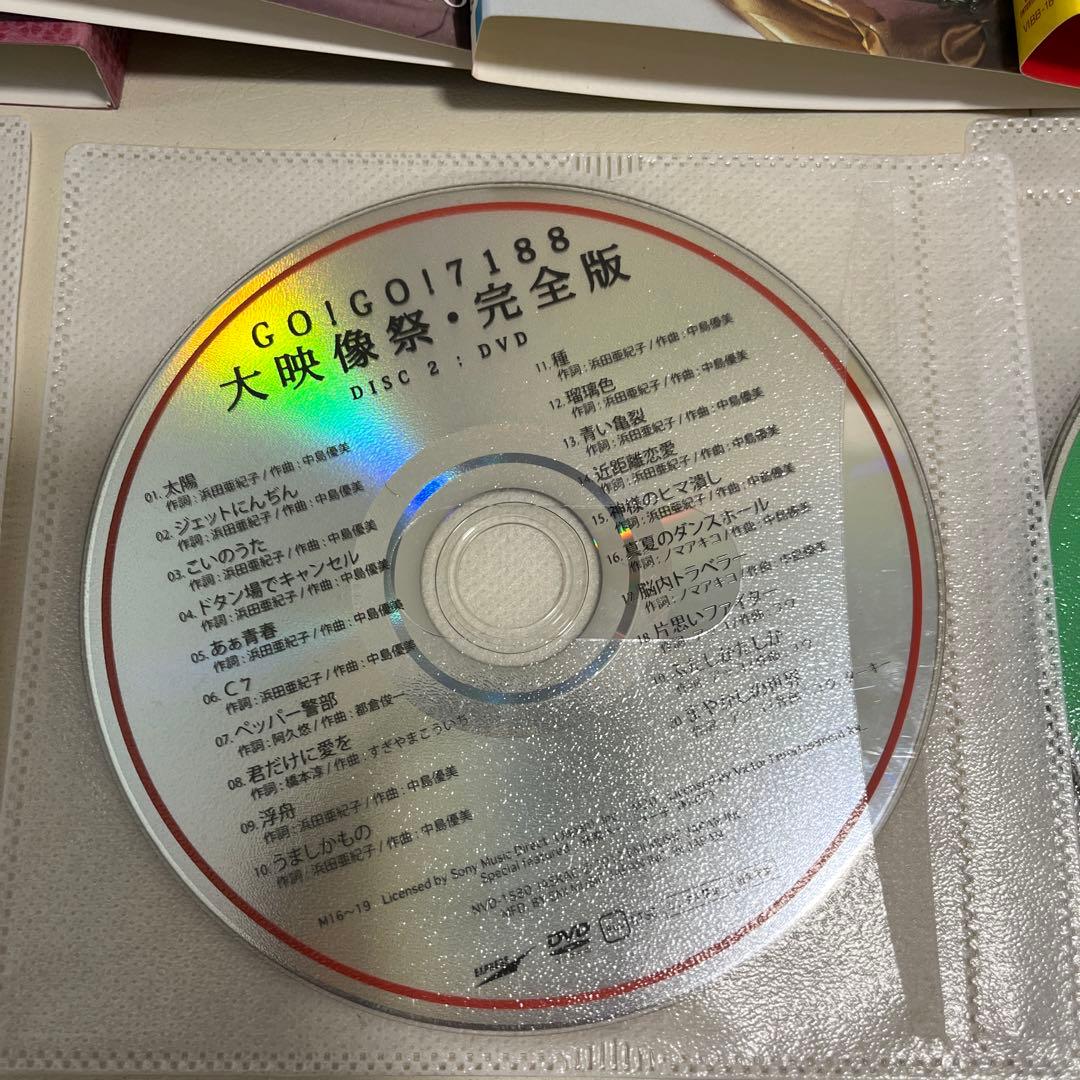 VIBB-18
GO!GO!7188
大映像祭・完全版
DISC 2 : DVD
01. 太陽
作詞 : 浜田亜紀子 / 作曲 : 中島優美
02. ジェットにんぢん
作詞 : 浜田亜紀子 / 作曲 : 中島優美
03. こいのうた
作詞 : 浜田亜紀子 / 作曲 : 中島優美
04. ドタン場でキャンセル
作詞 : 浜田亜紀子 / 作曲 : 中島優美
05. あぁ青春
作詞 : 浜田亜紀子 / 作曲 : 中島優美
06. C7
作詞 : 浜田亜紀子 / 作曲 : 中島優美
07. ペッパー警部
作詞 : 阿久悠 / 作曲 : 都倉俊一
08. 君だけに愛を
作詞 : 橋本淳 / 作曲 : すぎやまこういち
09. 浮舟
作詞 : 浜田亜紀子 / 作曲 : 中島優美
10. うましかもの
作詞 : 浜田亜紀子 / 作曲 : 中島優美
11. 種
作詞 : 浜田亜紀子 / 作曲 : 中島優美
12. 瑠璃色
作詞 : 浜田亜紀子 / 作曲 : 中島優美
13. 青い亀裂
作詞 : 浜田亜紀子 / 作曲 : 中島優美
14. 近距離恋愛
作詞 : 浜田亜紀子 / 作曲 : 中島優美
15. 神様のヒマ潰し
作詞 : 浜田亜紀子 / 作曲 : 中島優美
16. 真夏のダンスホール
作詞 : ノマアキコ / 作曲 : 中島優美
17. 脳内トラベラー
作詞 : ノマアキコ / 作曲 : 中島優美
18. 片思いファイター
M16〜19 Licensed by Sony Music Direct
Special features
DVD